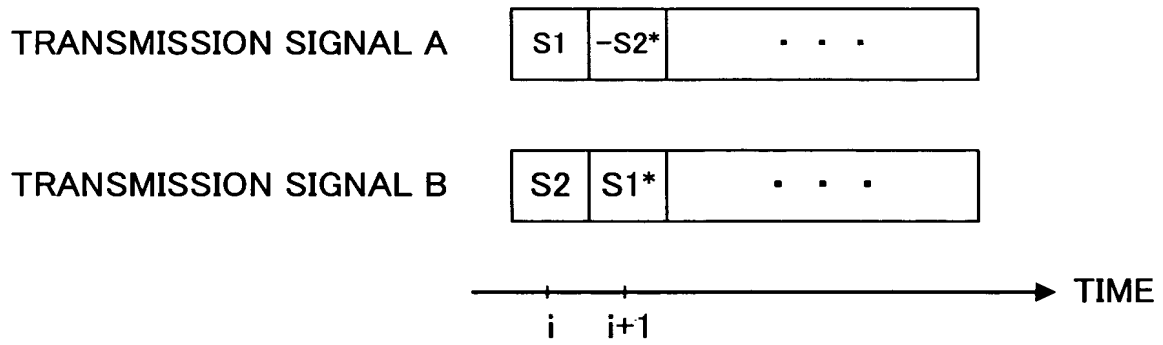 TRANSMISSION SIGNAL A S1 -S2* · · ·
TRANSMISSION SIGNAL B S2 S1* · · ·
TIME
i i+1